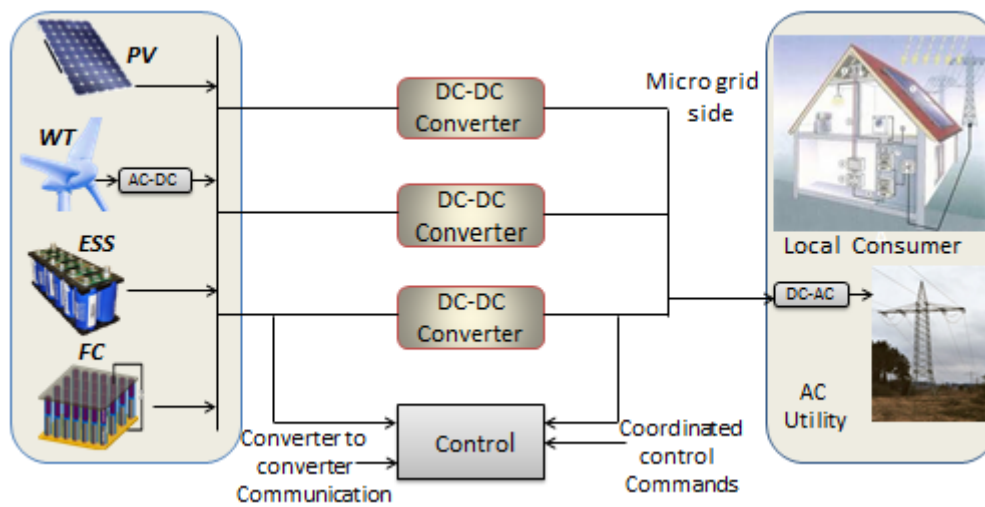 PV
WT
AC-DC
ESS
FC
DC-DC
Converter
DC-DC
Converter
DC-DC
Converter
Control
Converter to
converter
Communication
Coordinated
control
Commands
Micro grid
side
Local Consumer
DC-AC
AC
Utility